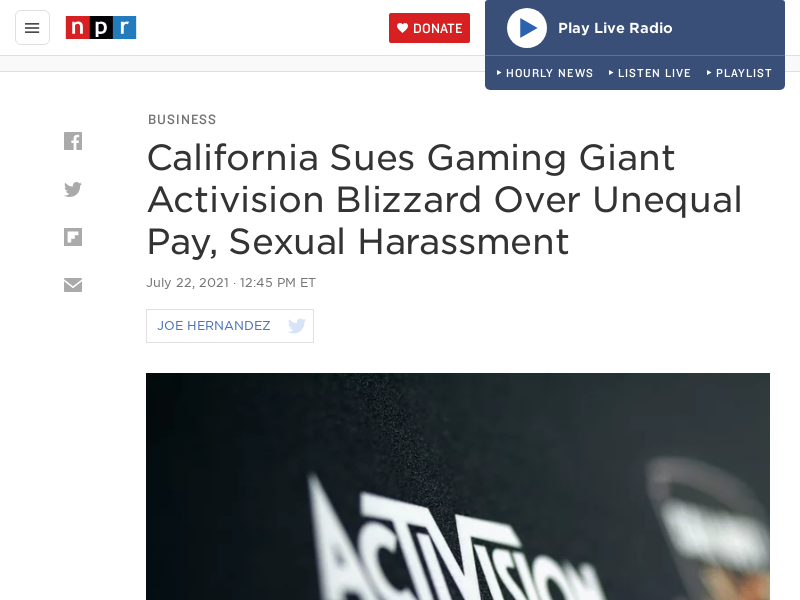 npr
DONATE
Play Live Radio
HOURLY NEWS
LISTEN LIVE
PLAYLIST
BUSINESS
California Sues Gaming Giant
Activision Blizzard Over Unequal
Pay, Sexual Harassment
July 22, 2021 · 12:45 PM ET
JOE HERNANDEZ
ACTIVISION